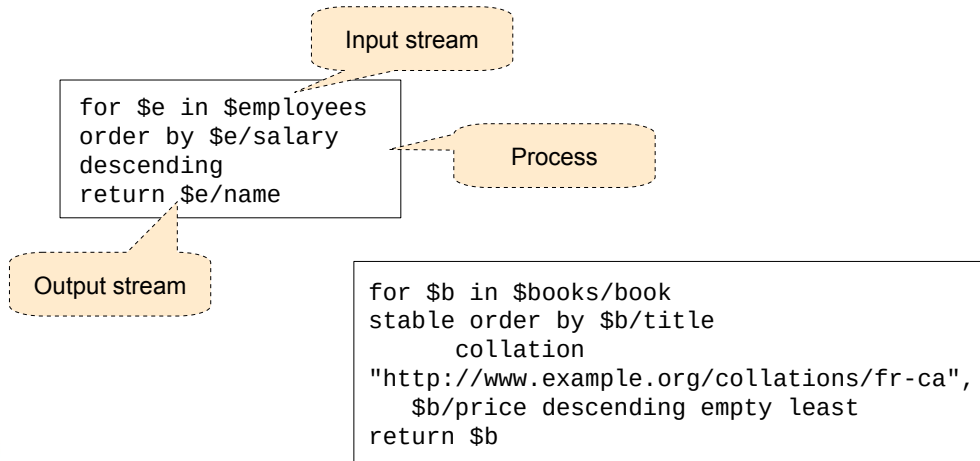 Input stream
for $e in $employees
order by $e/salary
descending
return $e/name
Process
Output stream
for $b in $books/book
stable order by $b/title
collation
"http://www.example.org/collations/fr-ca",
$b/price descending empty least
return $b